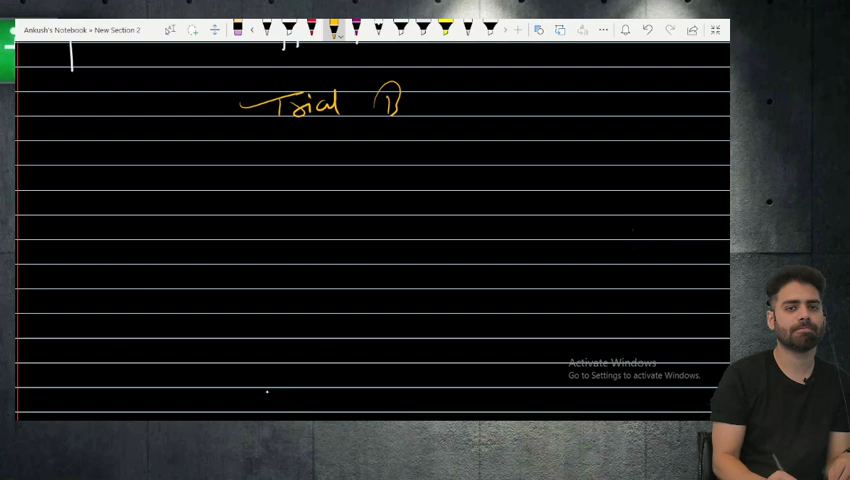 Ankush's Notebook » New Section 2
Trial B
Activate Windows
Go to Settings to activate Windows.